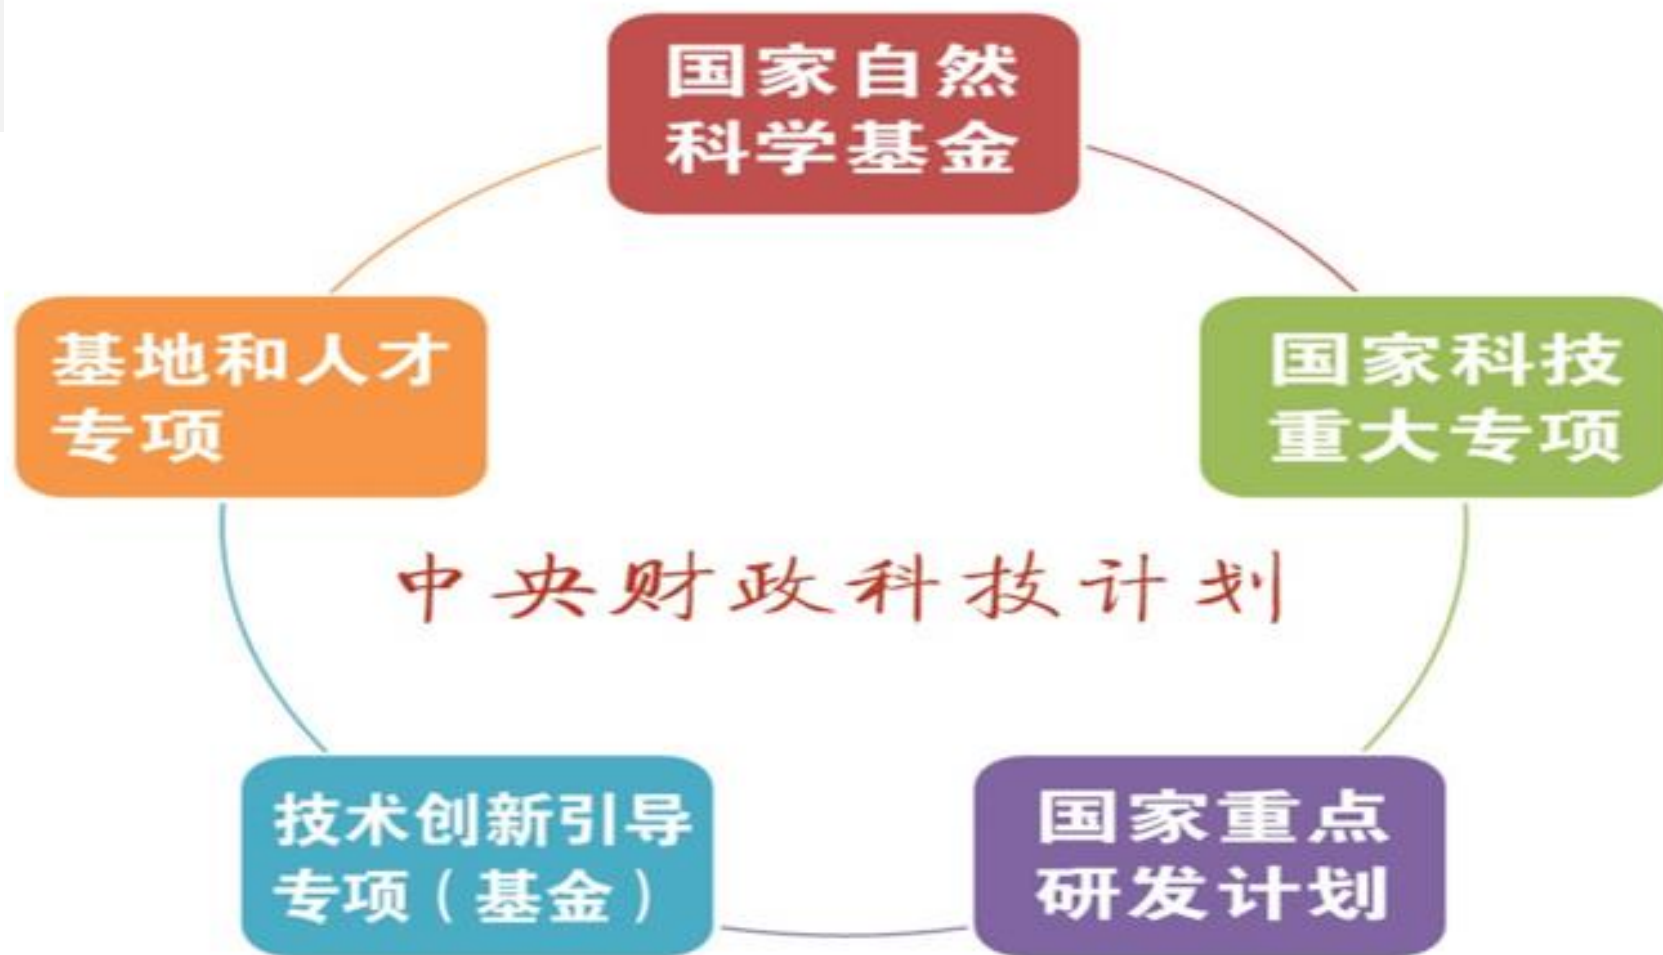 国家自然
科学基金
基地和人才
专项
国家科技
重大专项
中央财政科技计划
技术创新引导
专项（基金）
国家重点
研发计划